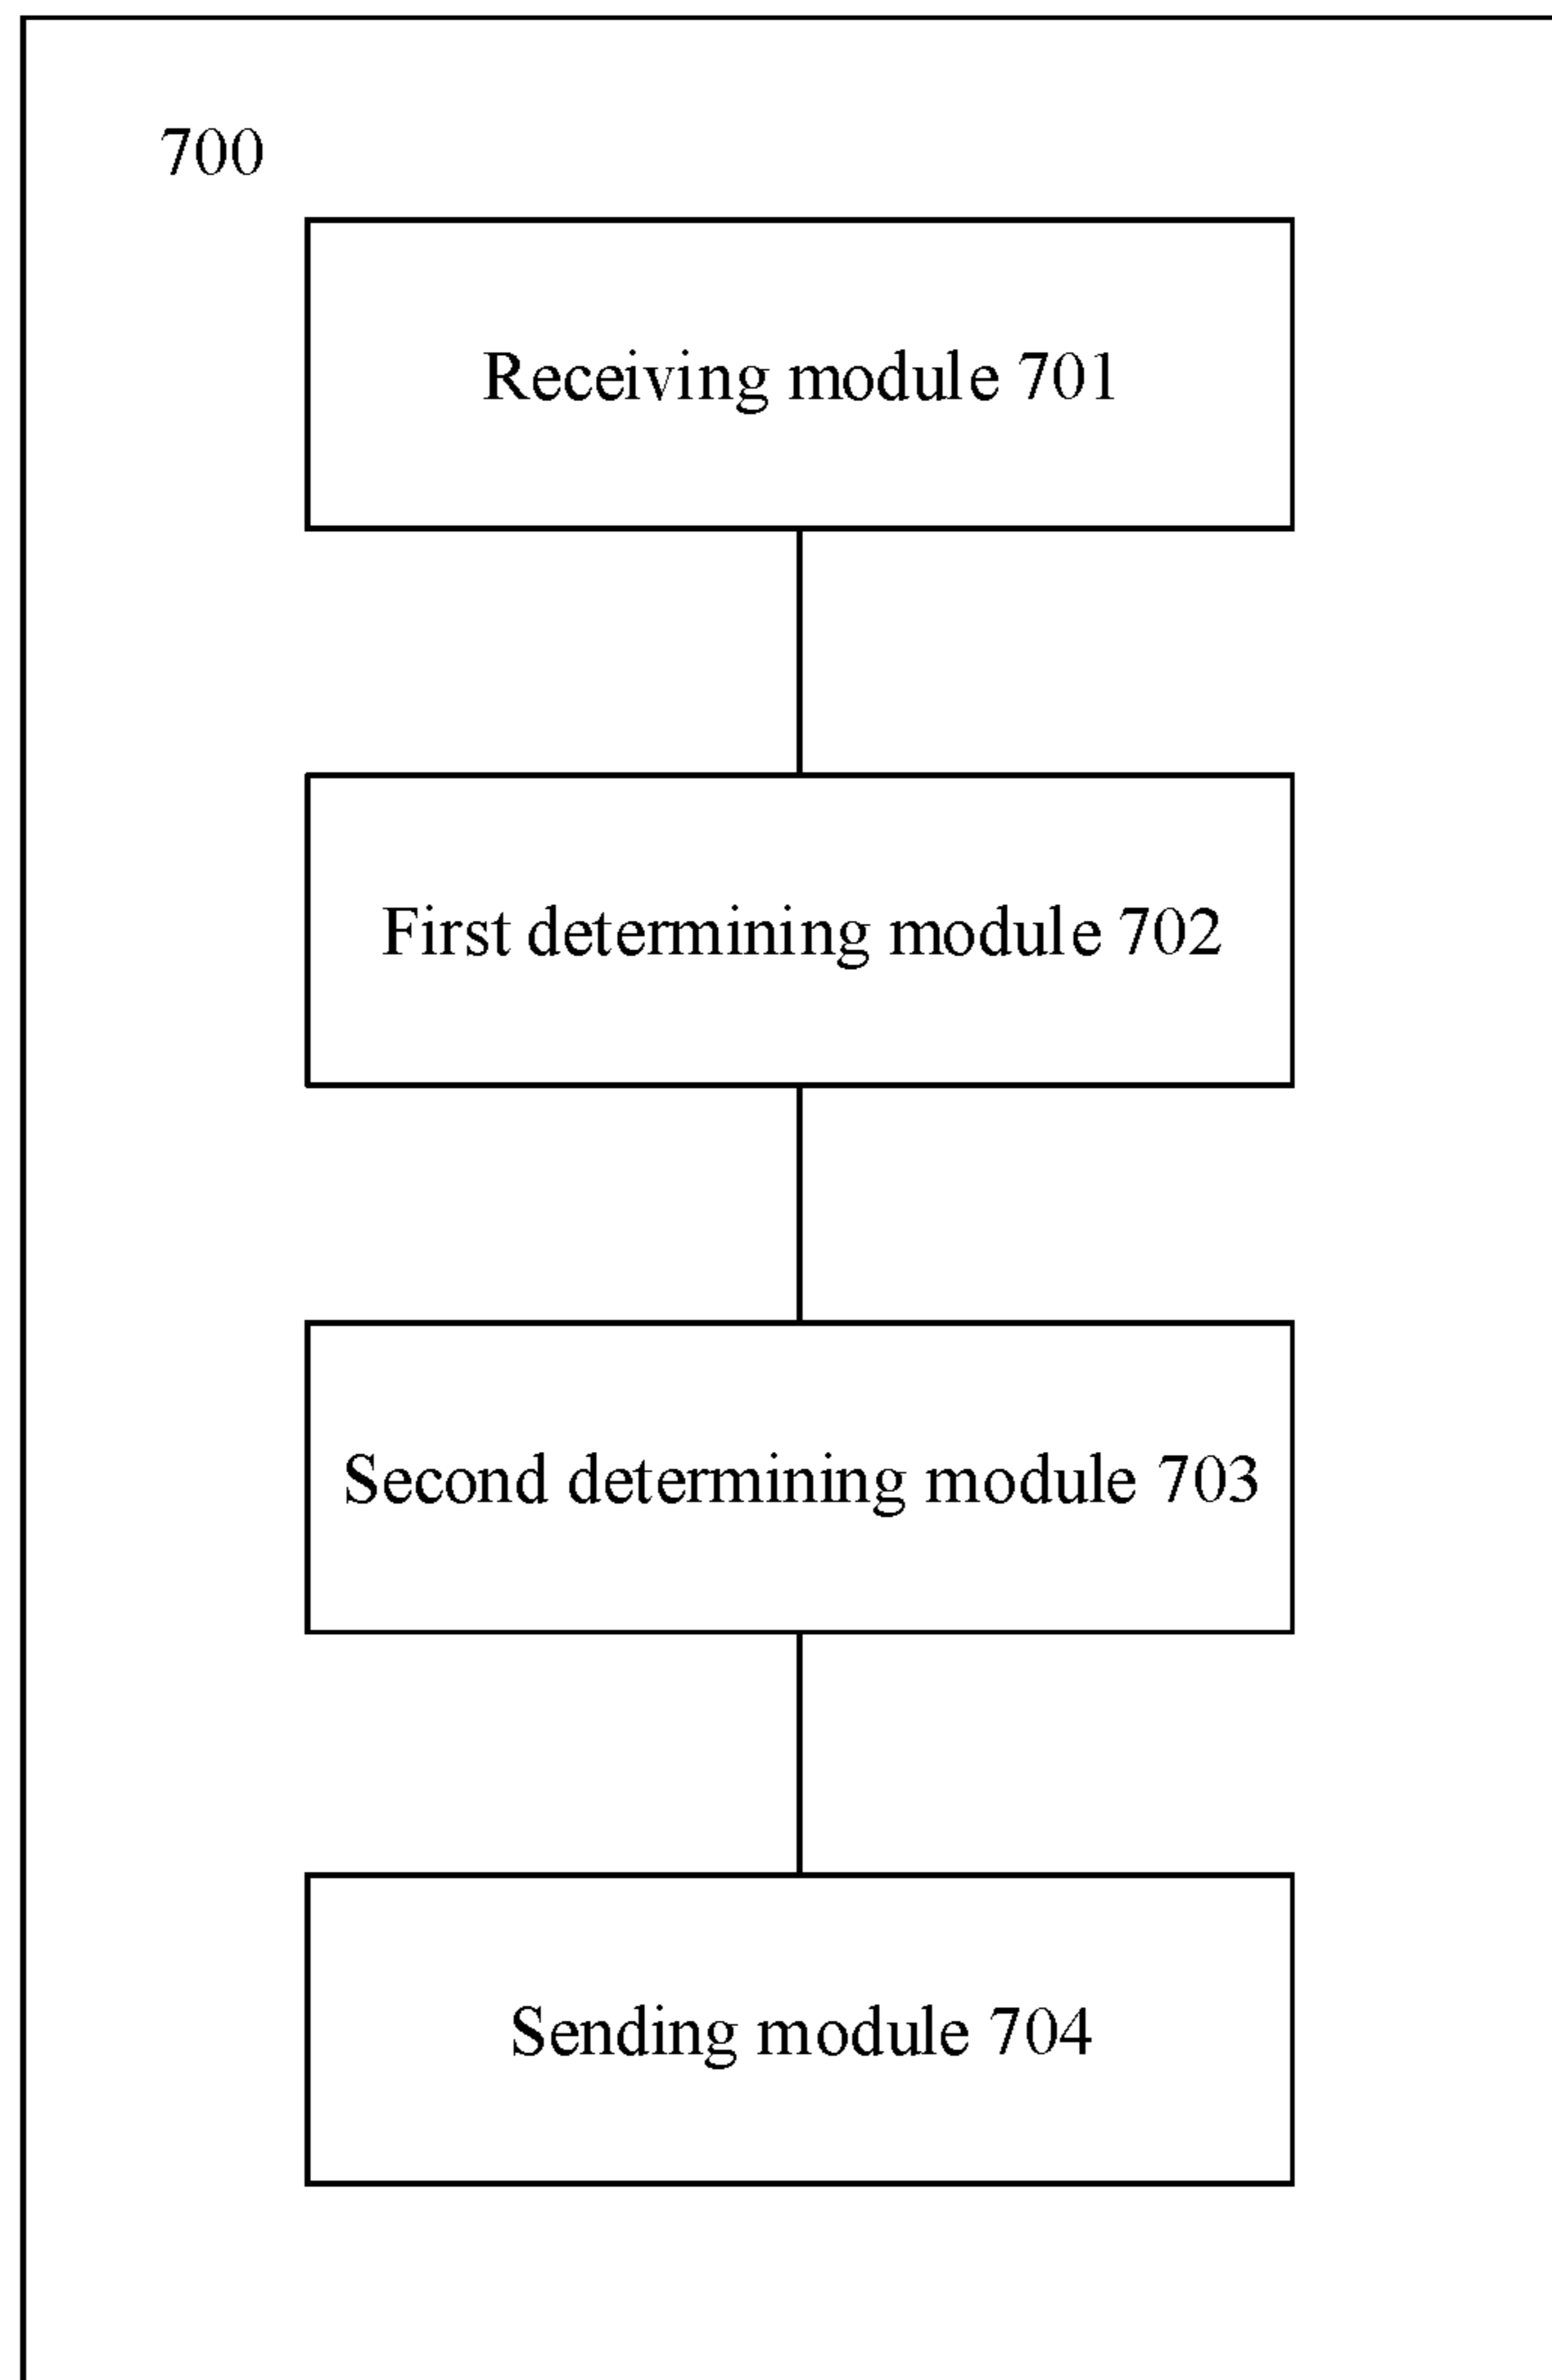 700
Receiving module 701
First determining module 702
Second determining module 703
Sending module 704